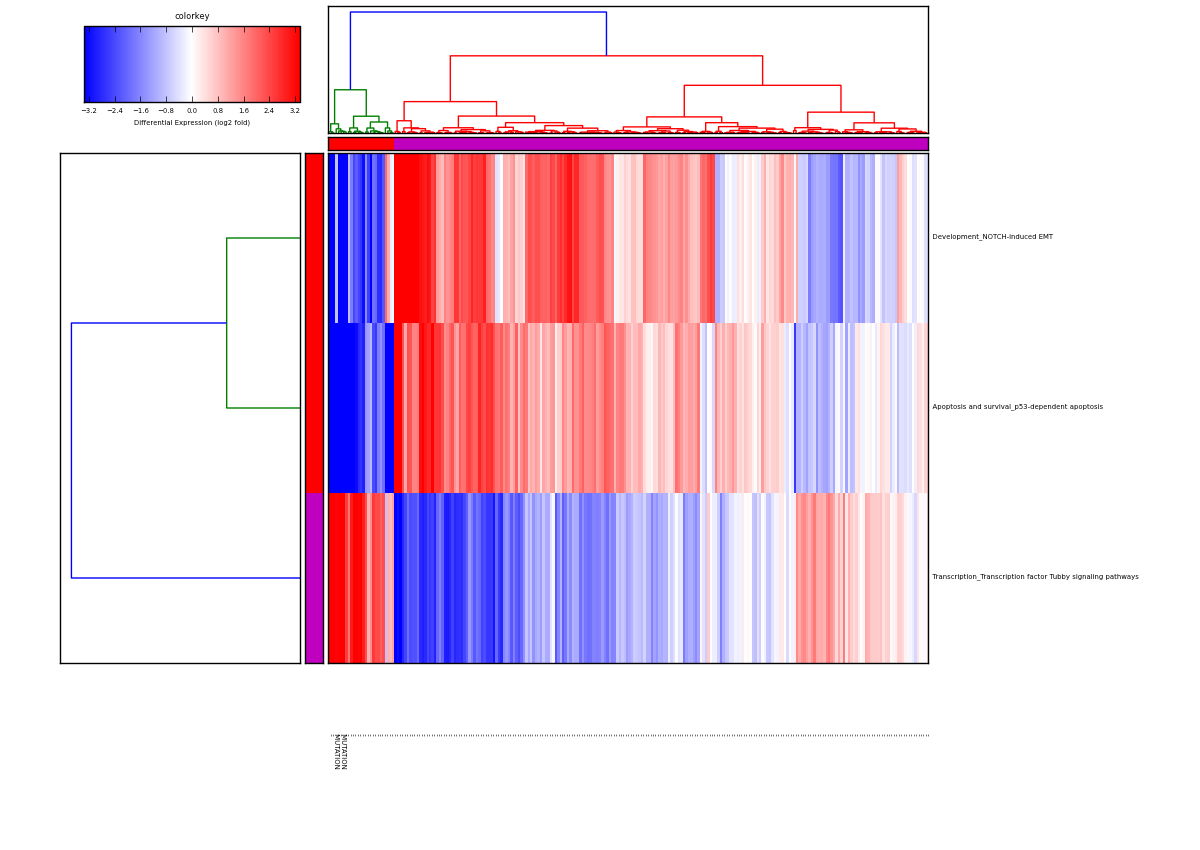 colorkey
−3.2 −2.4 −1.6 −0.8 0.0 0.8 1.6 2.4 3.2
Differential Expression (log2 fold)
Development_NOTCH-induced EMT
Apoptosis and survival_p53-dependent apoptosis
Transcription_Transcription factor Tubby signaling pathways
MUTATION
MUTATION